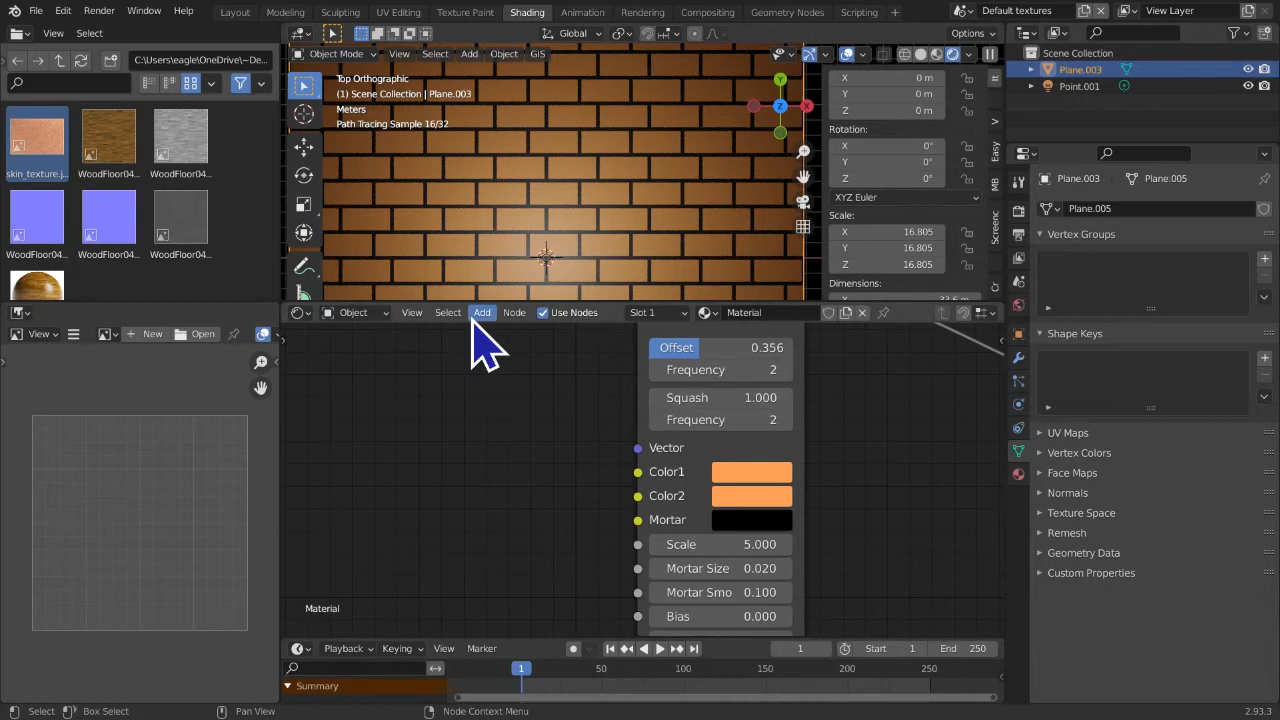 File Edit Render Window Help Layout Modeling Sculpting UV Editing Texture Paint Shading Animation Rendering Compositing Geometry Nodes Scripting + Default textures View Layer
View Select
C:\users\eagle\OneDrive\~De...
skin_texture.j...
WoodFloor04...
WoodFloor04...
WoodFloor04...
WoodFloor04...
WoodFloor04...
Global
Options
Object Mode View Select Add Object GIS
Top Orthographic
(1) Scene Collection | Plane.003
Meters
Path Tracing Sample 16/32
Y
Z
X
X 0 m
Y 0 m
Z 0 m
Rotation:
X 0°
Y 0°
Z 0°
XYZ Euler
Scale:
X 16.805
Y 16.805
Z 16.805
Dimensions:
V
Easy
MB
Screenc
Scene Collection
Plane.003
Point.001
Plane.003 Plane.005
Plane.005
Vertex Groups
Shape Keys
UV Maps
Vertex Colors
Face Maps
Normals
Texture Space
Remesh
Geometry Data
Custom Properties
View New Open
Object View Select Add Node Use Nodes Slot 1 Material
Offset 0.356
Frequency 2
Squash 1.000
Frequency 2
Vector
Color1
Color2
Mortar
Scale 5.000
Mortar Size 0.020
Mortar Smo 0.100
Bias 0.000
Material
Playback Keying View Marker 1 Start 1 End 250
1 50 100 150 200 250
Summary
Select Box Select Pan View Node Context Menu 2.93.3